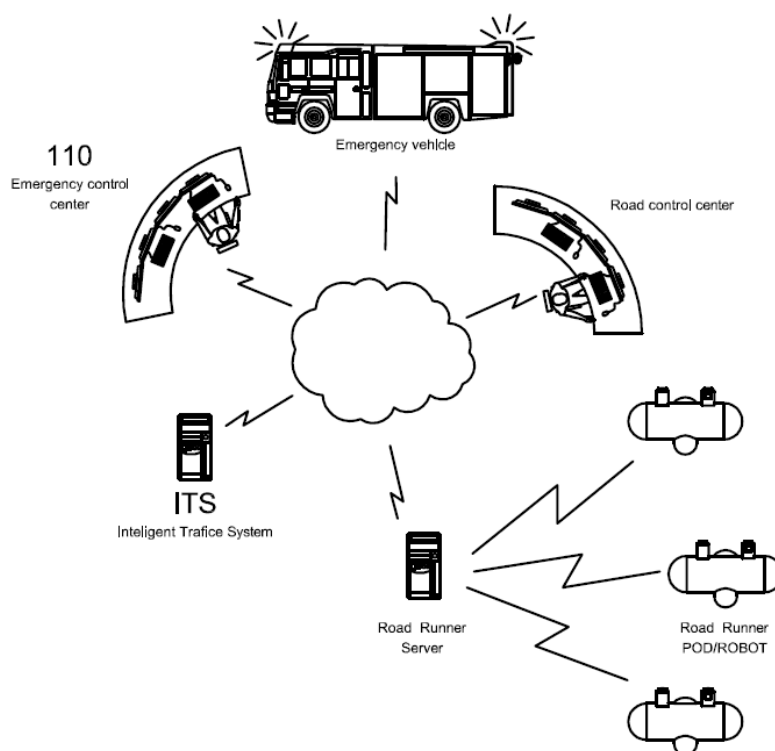 Emergency vehicle
110
Emergency control
center
Road control center
ITS
Inteligent Trafice System
Road Runner
Server
Road Runner
POD/ROBOT